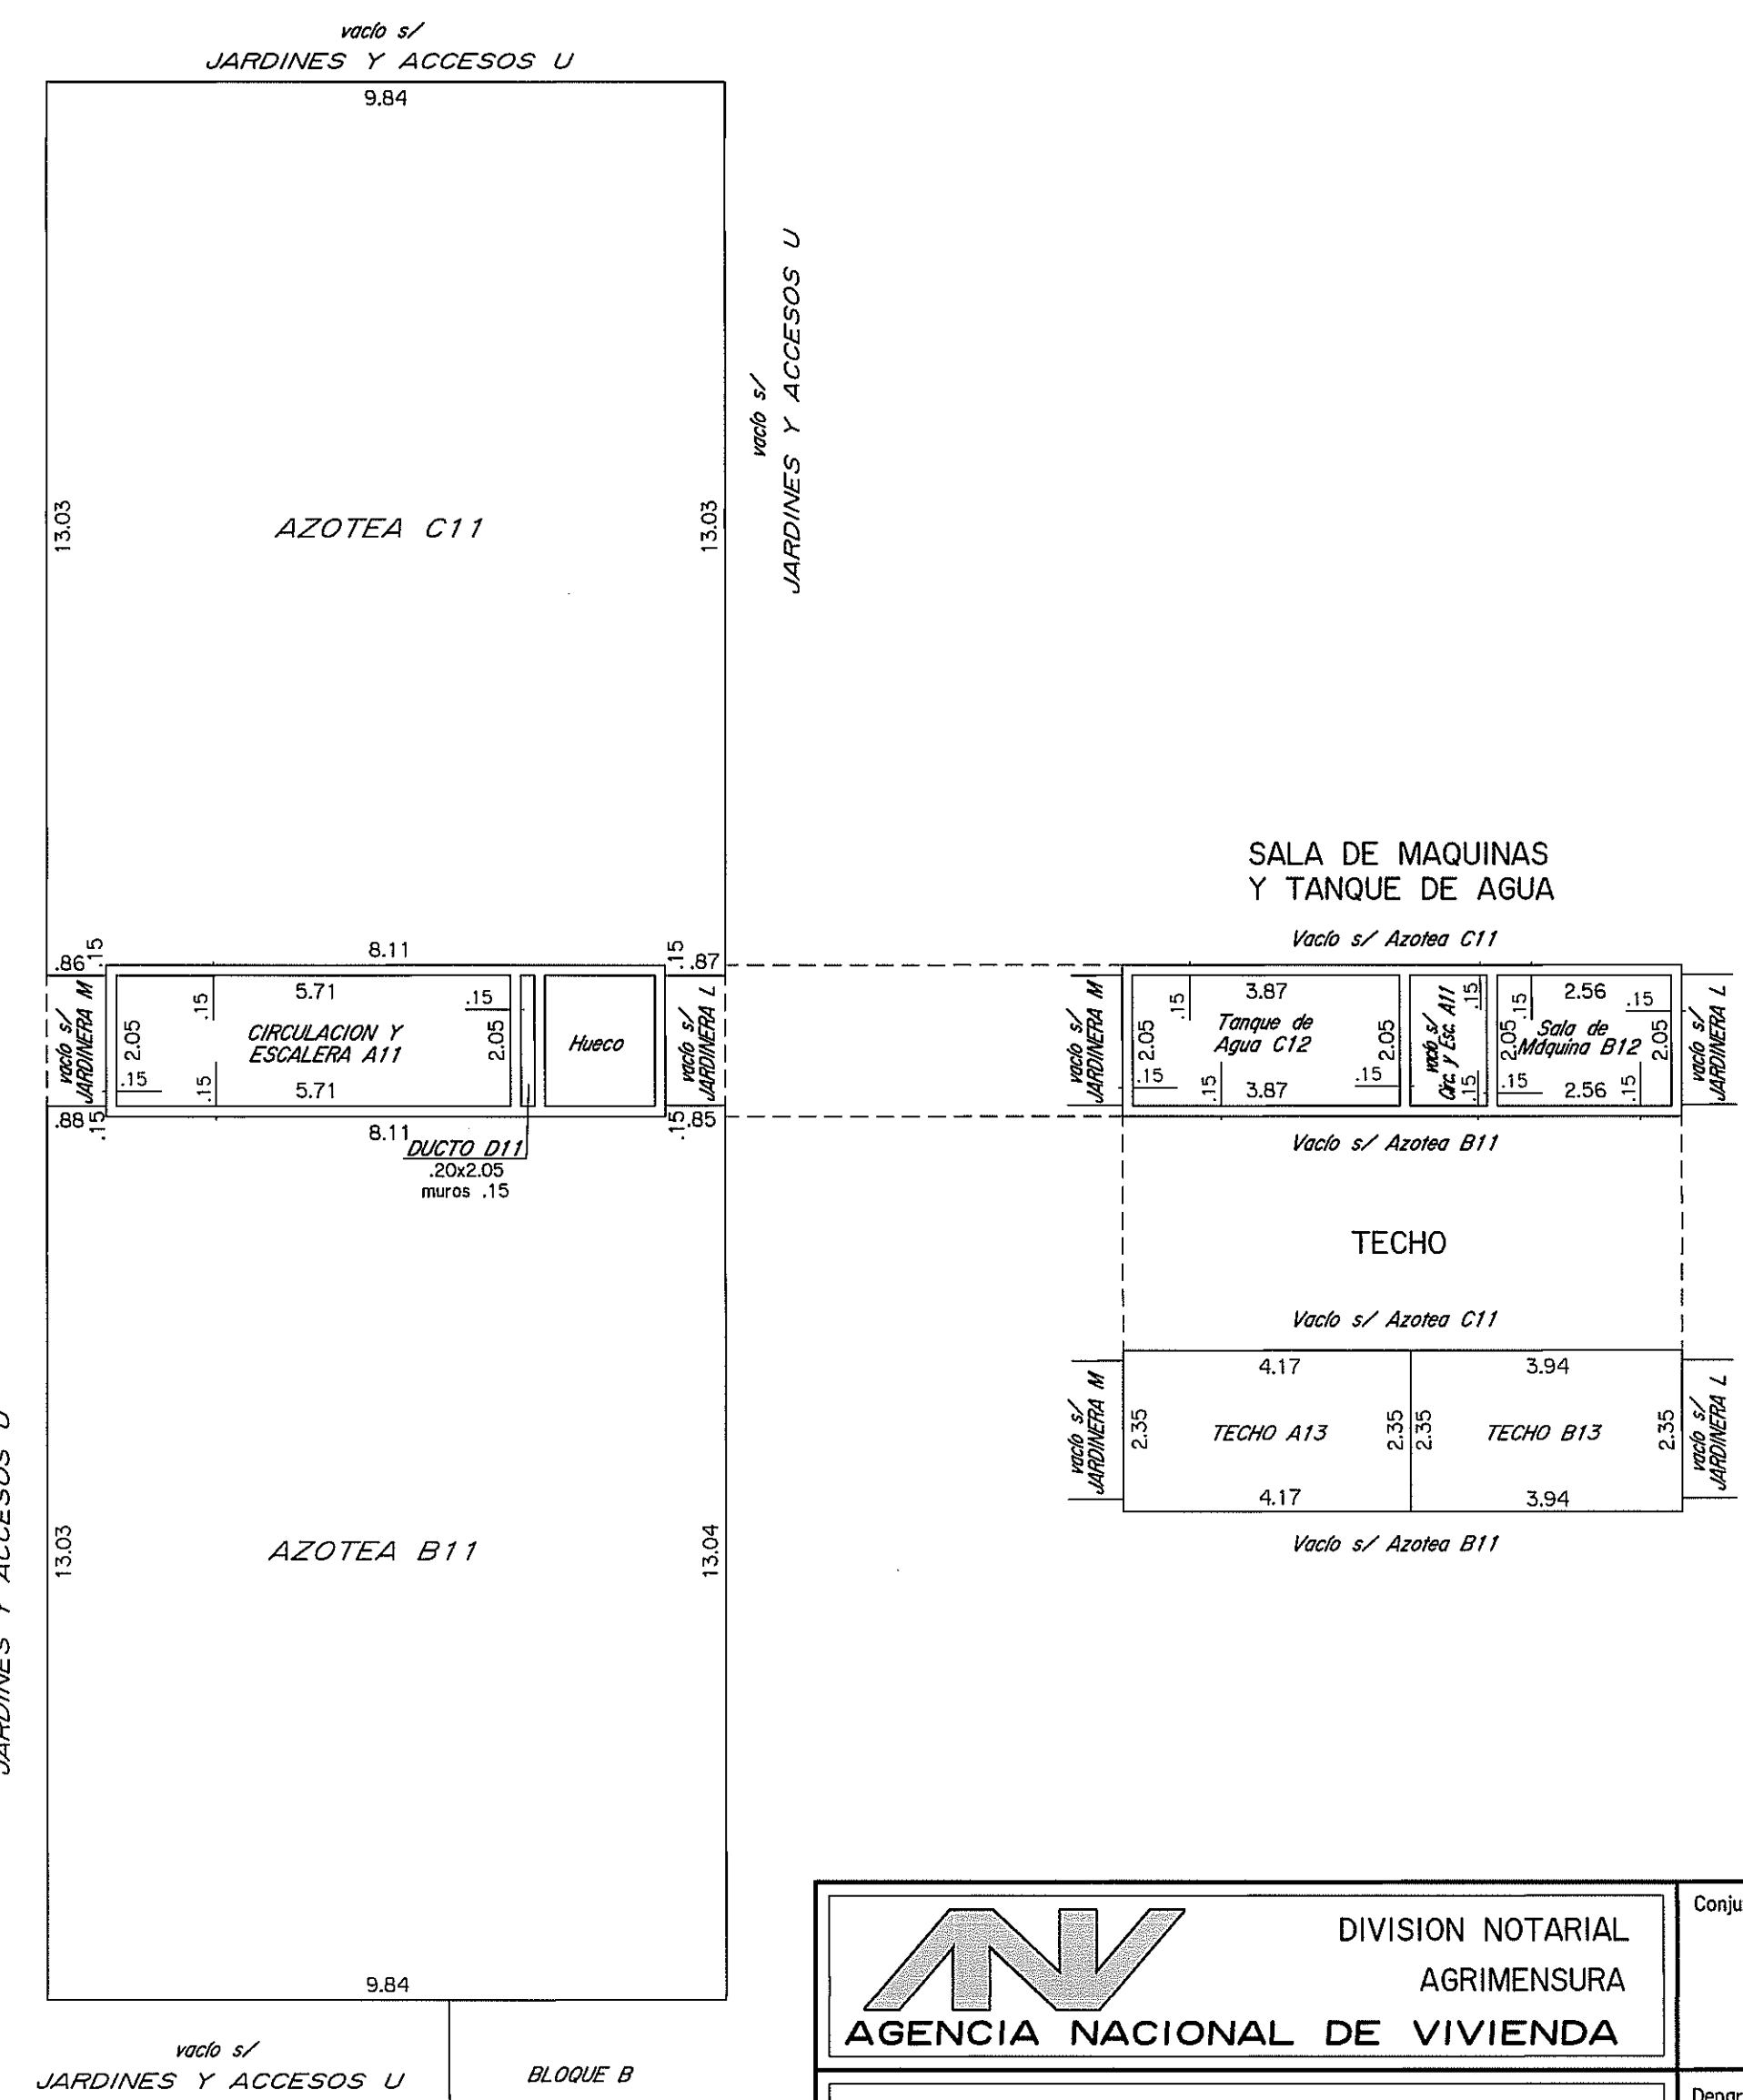 vacío s/
JARDINES Y ACCESOS U
9.84
13.03
AZOTEA C11
13.03
vacío s/
JARDINES Y ACCESOS U
.86
.15
8.11
.15
.87
vacío s/
JARDINERA M
2.05
.15
5.71
.15
CIRCULACION Y
ESCALERA A11
2.05
Hueco
vacío s/
JARDINERA L
.15
.15
5.71
.88
.15
8.11
.15
.85
DUCTO D11
.20x2.05
muros .15
JARDINES Y ACCESOS U
13.03
AZOTEA B11
13.04
9.84
vacío s/
JARDINES Y ACCESOS U
BLOQUE B
SALA DE MAQUINAS
Y TANQUE DE AGUA
Vacío s/ Azotea C11
vacío s/
JARDINERA M
2.05
.15
3.87
Tanque de
Agua C12
2.05
.15
.15
3.87
.15
vacío s/
Circ. y Esc. A11
.15
.15
2.05
.15
2.56
.15
Sala de
Máquina B12
2.05
.15
2.56
.15
vacío s/
JARDINERA L
Vacío s/ Azotea B11
TECHO
Vacío s/ Azotea C11
vacío s/
JARDINERA M
4.17
3.94
2.35
TECHO A13
2.35
2.35
TECHO B13
2.35
4.17
3.94
vacío s/
JARDINERA L
Vacío s/ Azotea B11
DIVISION NOTARIAL
AGRIMENSURA
AGENCIA NACIONAL DE VIVIENDA
Conju